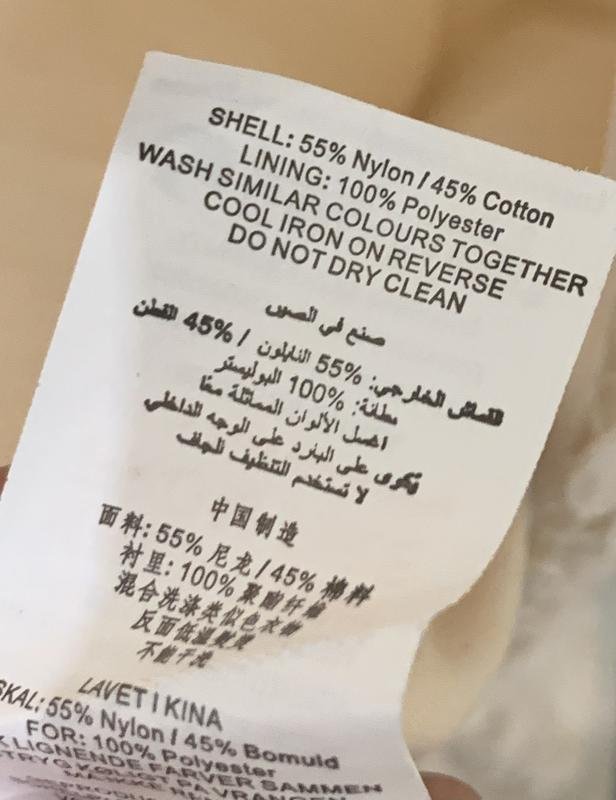 SHELL: 55% Nylon / 45% Cotton
LINING: 100% Polyester
WASH SIMILAR COLOURS TOGETHER
COOL IRON ON REVERSE
DO NOT DRY CLEAN
صنع في الصين
القماش الخارجي: 55% النايلون / 45% القطن
بطانة: 100% البوليستر
اغسل الألوان المماثلة معًا
تكوى على البارد على الوجه الداخلي
لا تستخدم التنظيف الجاف
中国制造
面料: 55% 尼龙 / 45% 棉料
衬里: 100% 聚酯纤维
混合洗涤类似色衣物
反面低温熨烫
不能干洗
LAVET I KINA
SKAL: 55% Nylon / 45% Bomuld
FOR: 100% Polyester
LIGNENDE FARVER SAMMEN